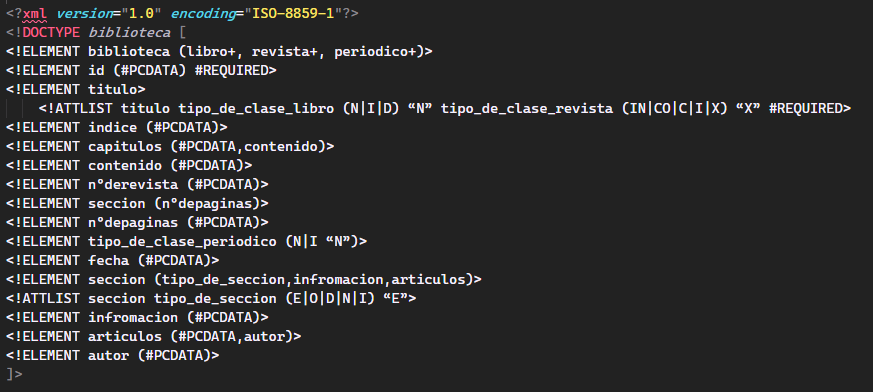 <?xml version="1.0" encoding="ISO-8859-1"?>
<!DOCTYPE biblioteca [
<!ELEMENT biblioteca (libro+, revista+, periodico+)>
<!ELEMENT id (#PCDATA) #REQUIRED>
<!ELEMENT titulo>
<!ATTLIST titulo tipo_de_clase_libro (N|I|D) “N” tipo_de_clase_revista (IN|CO|C|I|X) “X” #REQUIRED>
<!ELEMENT indice (#PCDATA)>
<!ELEMENT capitulos (#PCDATA,contenido)>
<!ELEMENT contenido (#PCDATA)>
<!ELEMENT nºderevista (#PCDATA)>
<!ELEMENT seccion (nºdepaginas)>
<!ELEMENT nºdepaginas (#PCDATA)>
<!ELEMENT tipo_de_clase_periodico (N|I “N”)>
<!ELEMENT fecha (#PCDATA)>
<!ELEMENT seccion (tipo_de_seccion,infromacion,articulos)>
<!ATTLIST seccion tipo_de_seccion (E|O|D|N|I) “E”>
<!ELEMENT infromacion (#PCDATA)>
<!ELEMENT articulos (#PCDATA,autor)>
<!ELEMENT autor (#PCDATA)>
]>